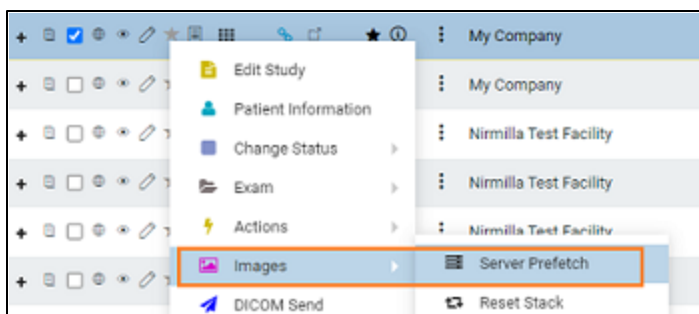 My Company
Edit Study
My Company
Patient Information
Change Status
Nirmilla Test Facility
Exam
Nirmilla Test Facility
Actions
Nirmilla Test Facility
Images
Server Prefetch
DICOM Send
Reset Stack